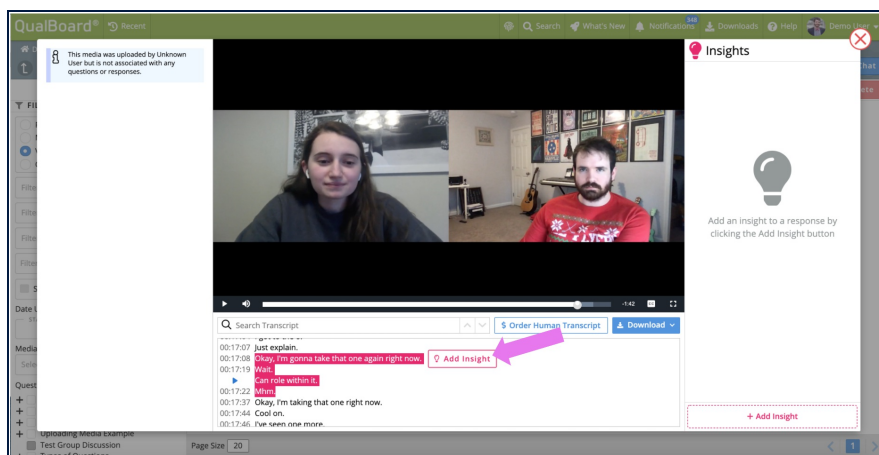 QualBoard®
Recent
Search
What's New
Notifications
348
Downloads
Help
Demo User
This media was uploaded by Unknown
User but is not associated with any
questions or responses.
Insights
Add an insight to a response by
clicking the Add Insight button
-1:42
Search Transcript
$ Order Human Transcript
Download
00:17:07 Just explain.
00:17:08 Okay, I'm gonna take that one again right now.
Add Insight
00:17:19 Wait.
Can role within it.
00:17:22 Mhm.
00:17:37 Okay, I'm taking that one right now.
00:17:44 Cool on.
00:17:46 I've seen one more.
+ Add Insight
Date
Media
Quest
Uploading Media Example
Test Group Discussion
Types of Questions
Page Size 20
1